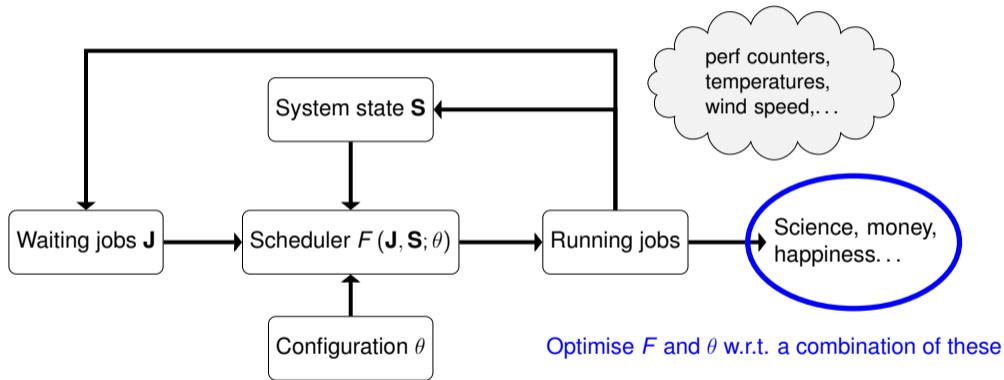 perf counters,
temperatures,
wind speed,...
System state S
Waiting jobs J
Scheduler F (J, S; θ)
Running jobs
Science, money,
happiness...
Configuration θ
Optimise F and θ w.r.t. a combination of these